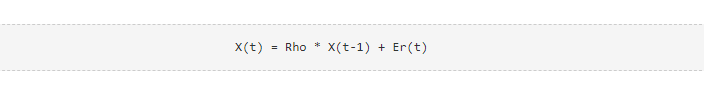 X(t) = Rho * X(t-1) + Er(t)